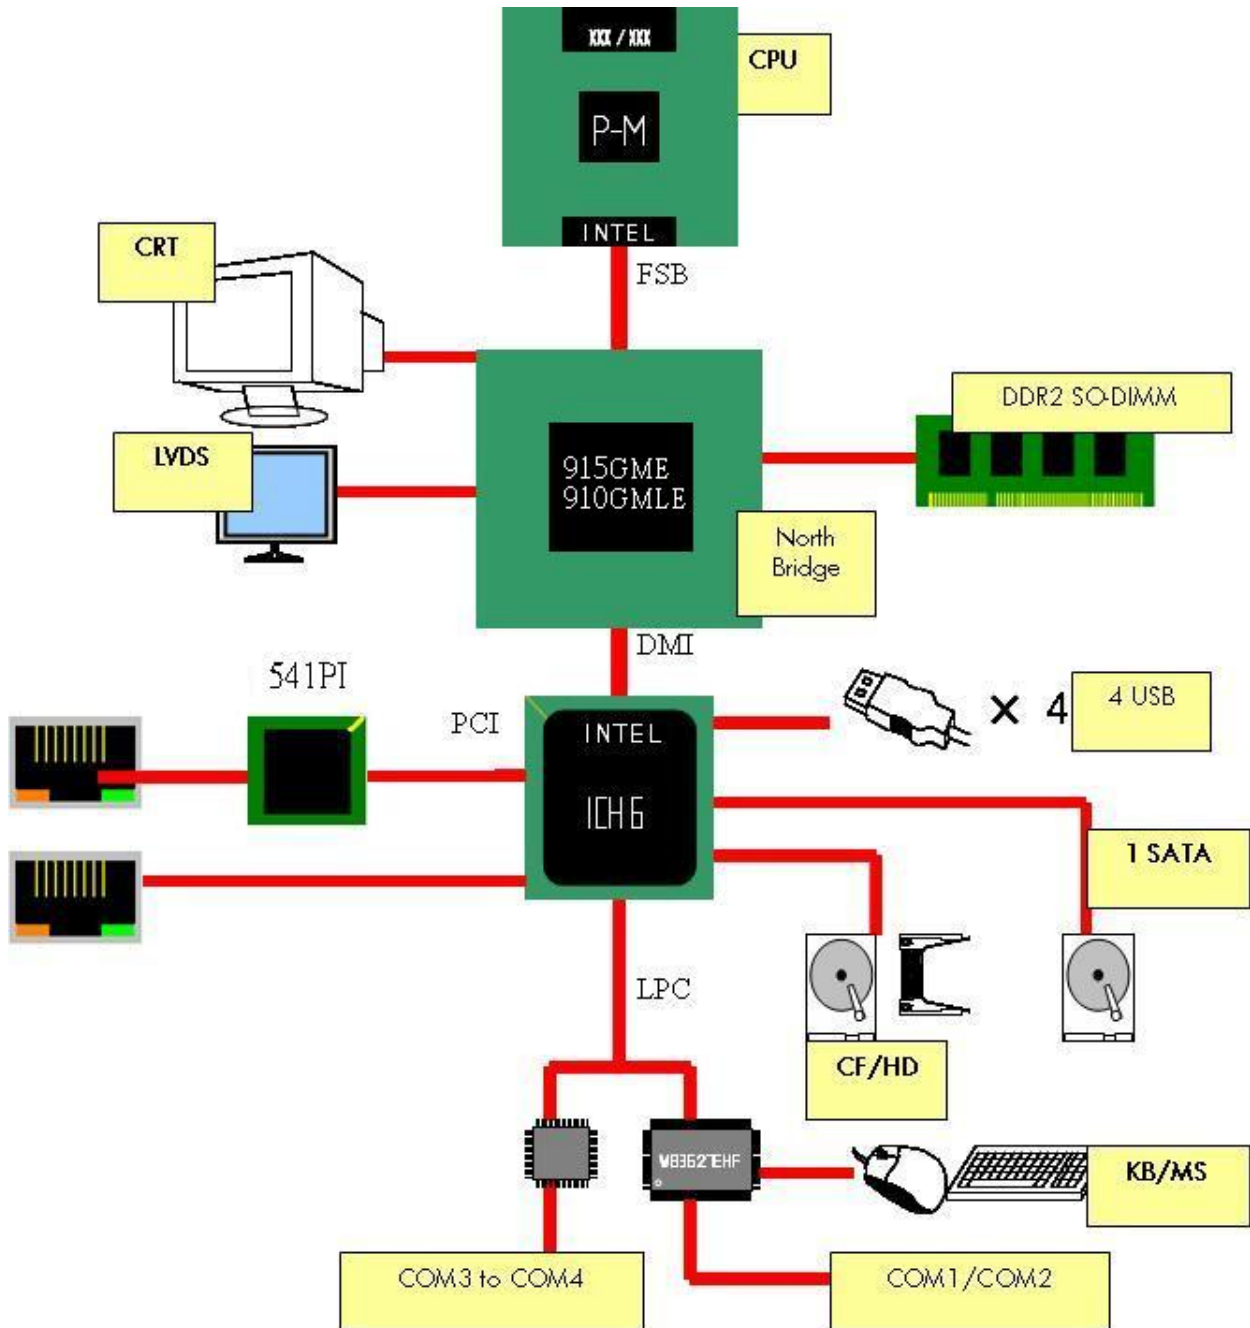 XXX / XXX
CPU
P-M
INTEL
FSB
CRT
DDR2 SO-DIMM
LVDS
915GME
910GMLE
North
Bridge
DMI
541PI
PCI
INTEL
ICH6
× 4
4 USB
1 SATA
LPC
CF/HD
W83627EHF
KB/MS
COM3 to COM4
COM1/COM2